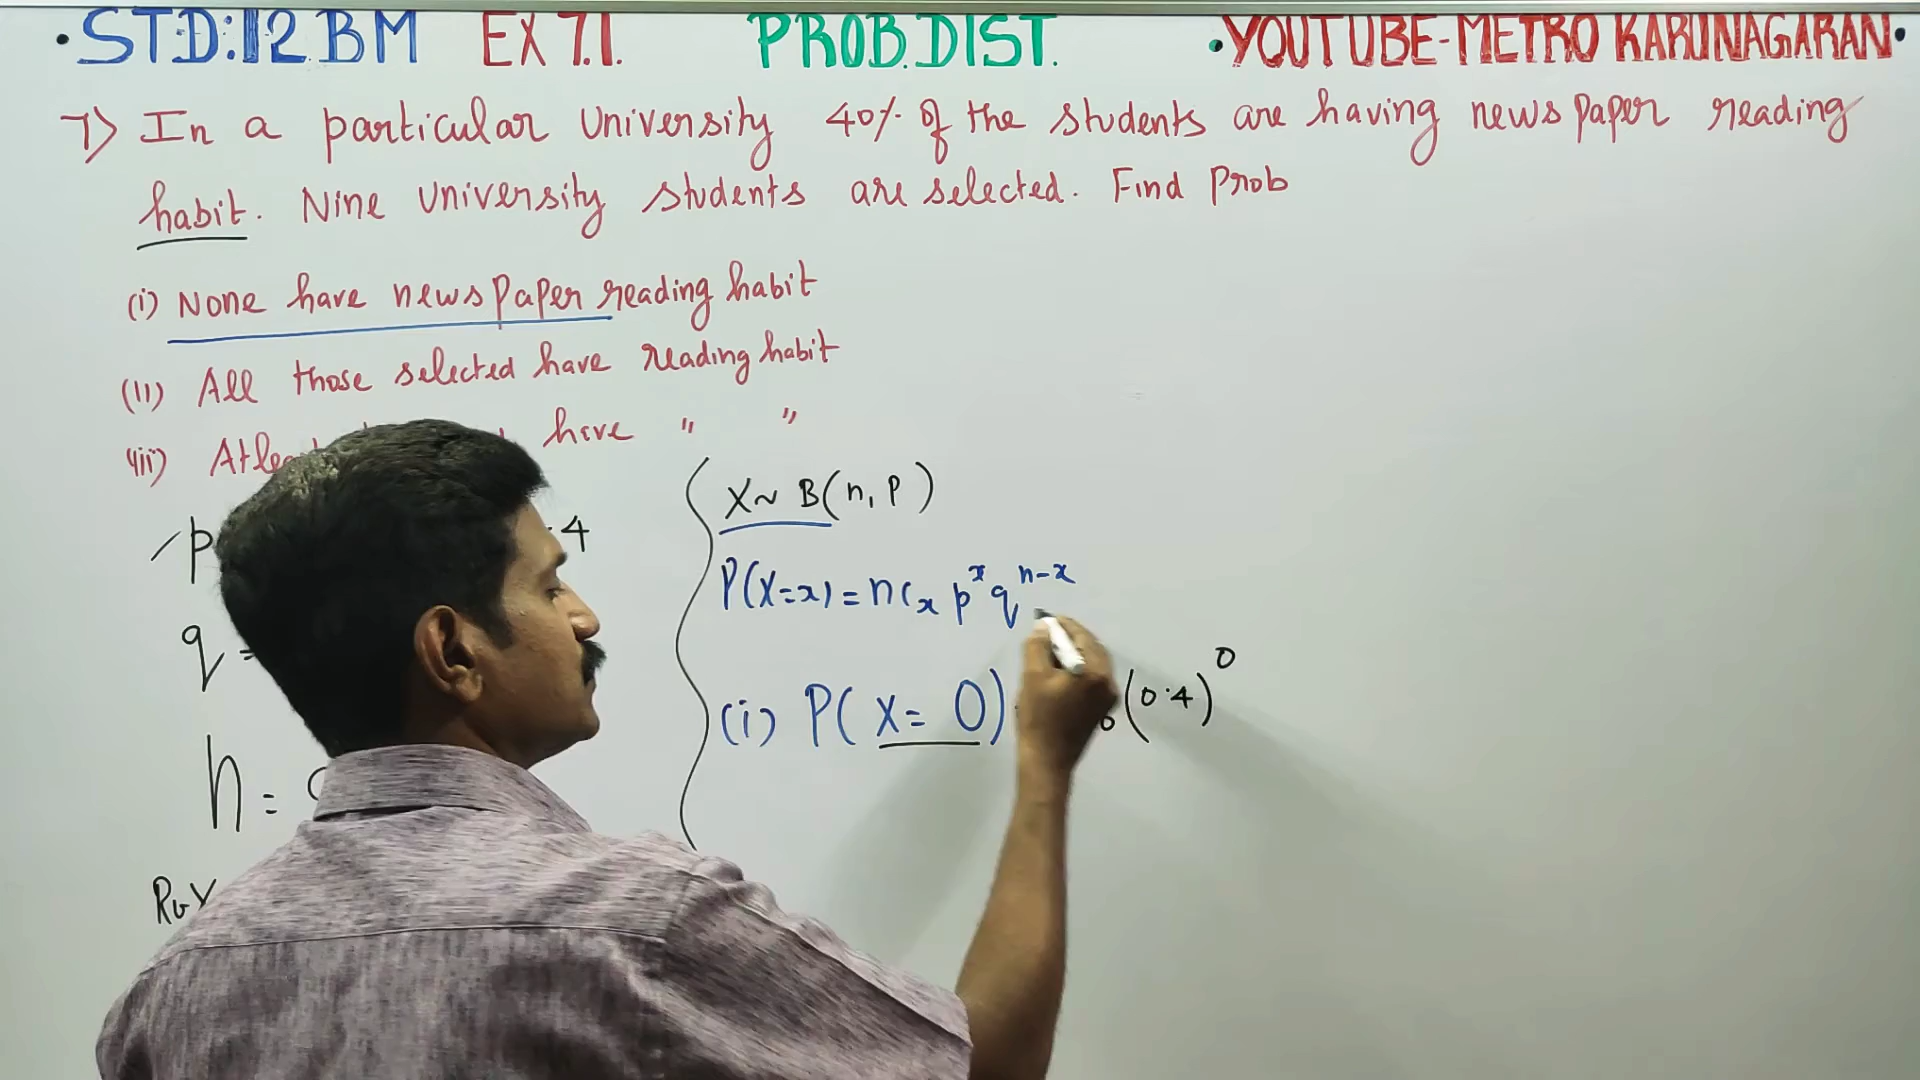 • STD:12 BM EX 7.1. PROB. DIST. • YOUTUBE-METRO KARUNAGARAN •
7) In a particular University 40% of the students are having news paper reading
habit. Nine University students are selected. Find Prob
(i) None have news paper reading habit
(ii) All those selected have reading habit
(iii) have " "
X ~ B(n, p)
p 4
P(X=x) = nCx p^x q^n-x
q =
(i) P( X = 0 ) (0.4)^0
n =